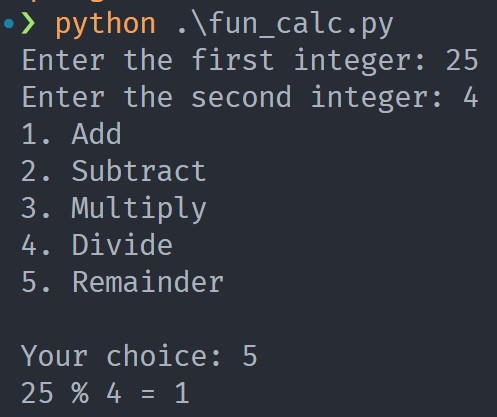 ❯ python .\fun_calc.py
Enter the first integer: 25
Enter the second integer: 4
1. Add
2. Subtract
3. Multiply
4. Divide
5. Remainder

Your choice: 5
25 % 4 = 1